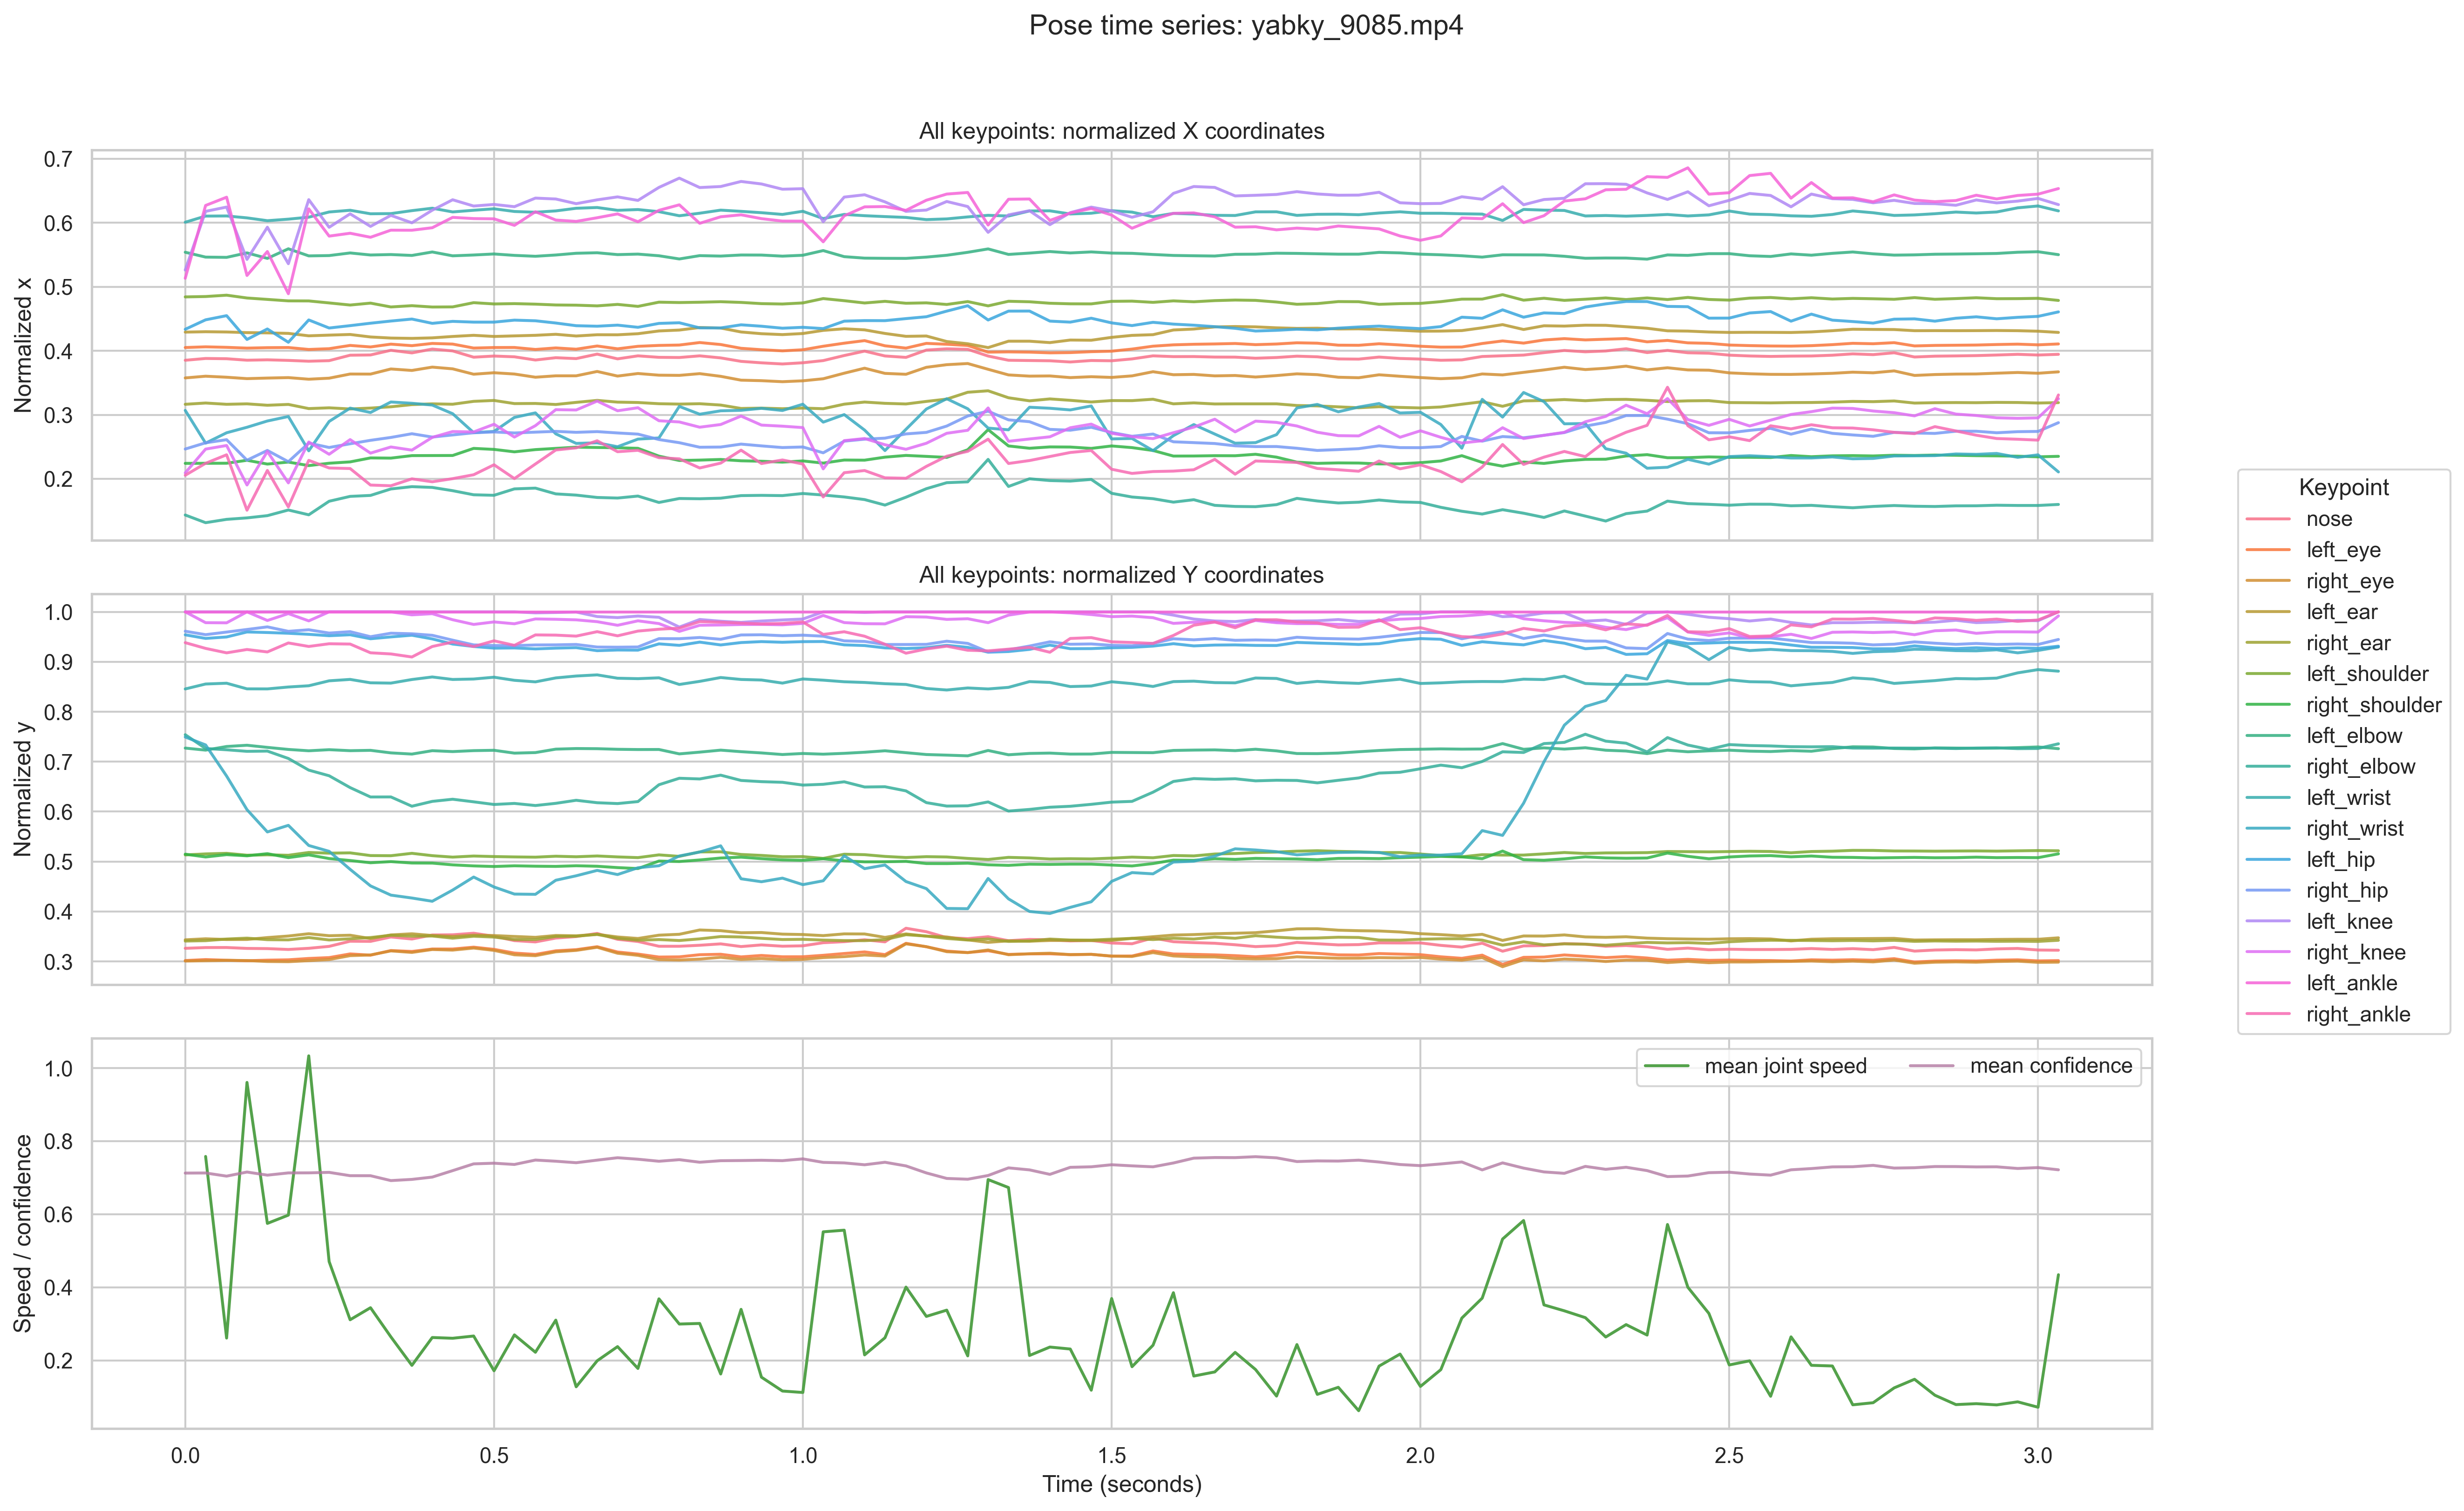 Pose time series: yabky_9085.mp4
All keypoints: normalized X coordinates
Normalized x
0.7
0.6
0.5
0.4
0.3
0.2
All keypoints: normalized Y coordinates
Normalized y
1.0
0.9
0.8
0.7
0.6
0.5
0.4
0.3
Speed / confidence
1.0
0.8
0.6
0.4
0.2
mean joint speed
mean confidence
0.0
0.5
1.0
1.5
2.0
2.5
3.0
Time (seconds)
Keypoint
nose
left_eye
right_eye
left_ear
right_ear
left_shoulder
right_shoulder
left_elbow
right_elbow
left_wrist
right_wrist
left_hip
right_hip
left_knee
right_knee
left_ankle
right_ankle